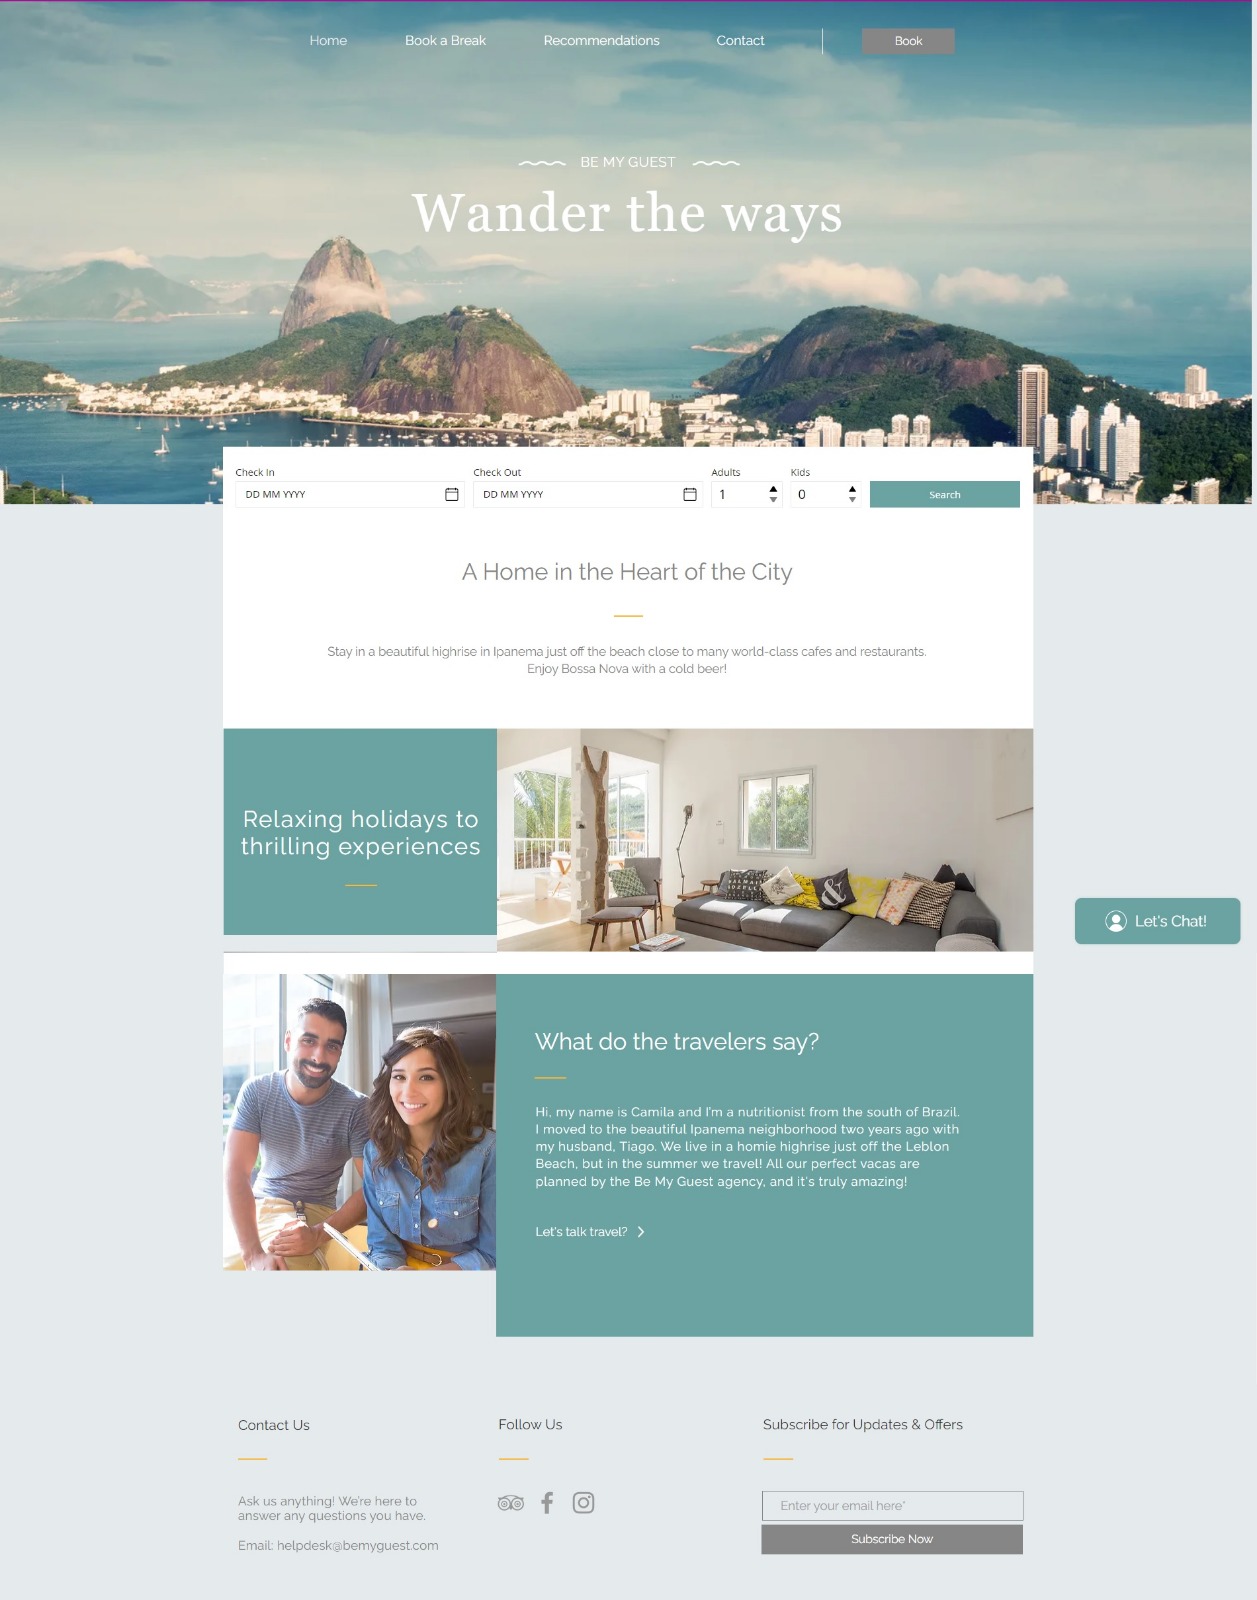 Home
Book a Break
Recommendations
Contact
Book
BE MY GUEST
Wander the ways
Check In
Check Out
Adults
Kids
DD MM YYYY
DD MM YYYY
1
0
Search
A Home in the Heart of the City
Stay in a beautiful highrise in Ipanema just off the beach close to many world-class cafes and restaurants.
Enjoy Bossa Nova with a cold beer!
Relaxing holidays to
thrilling experiences
&
Let's Chat!
What do the travelers say?
Hi, my name is Camila and I'm a nutritionist from the south of Brazil.
I moved to the beautiful Ipanema neighborhood two years ago with
my husband, Tiago. We live in a homie highrise just off the Leblon
Beach, but in the summer we travel! All our perfect vacas are
planned by the Be My Guest agency, and it's truly amazing!
Let's talk travel?
Contact Us
Follow Us
Subscribe for Updates & Offers
Ask us anything! We're here to
answer any questions you have.
Email: helpdesk@bemyguest.com
Enter your email here*
Subscribe Now